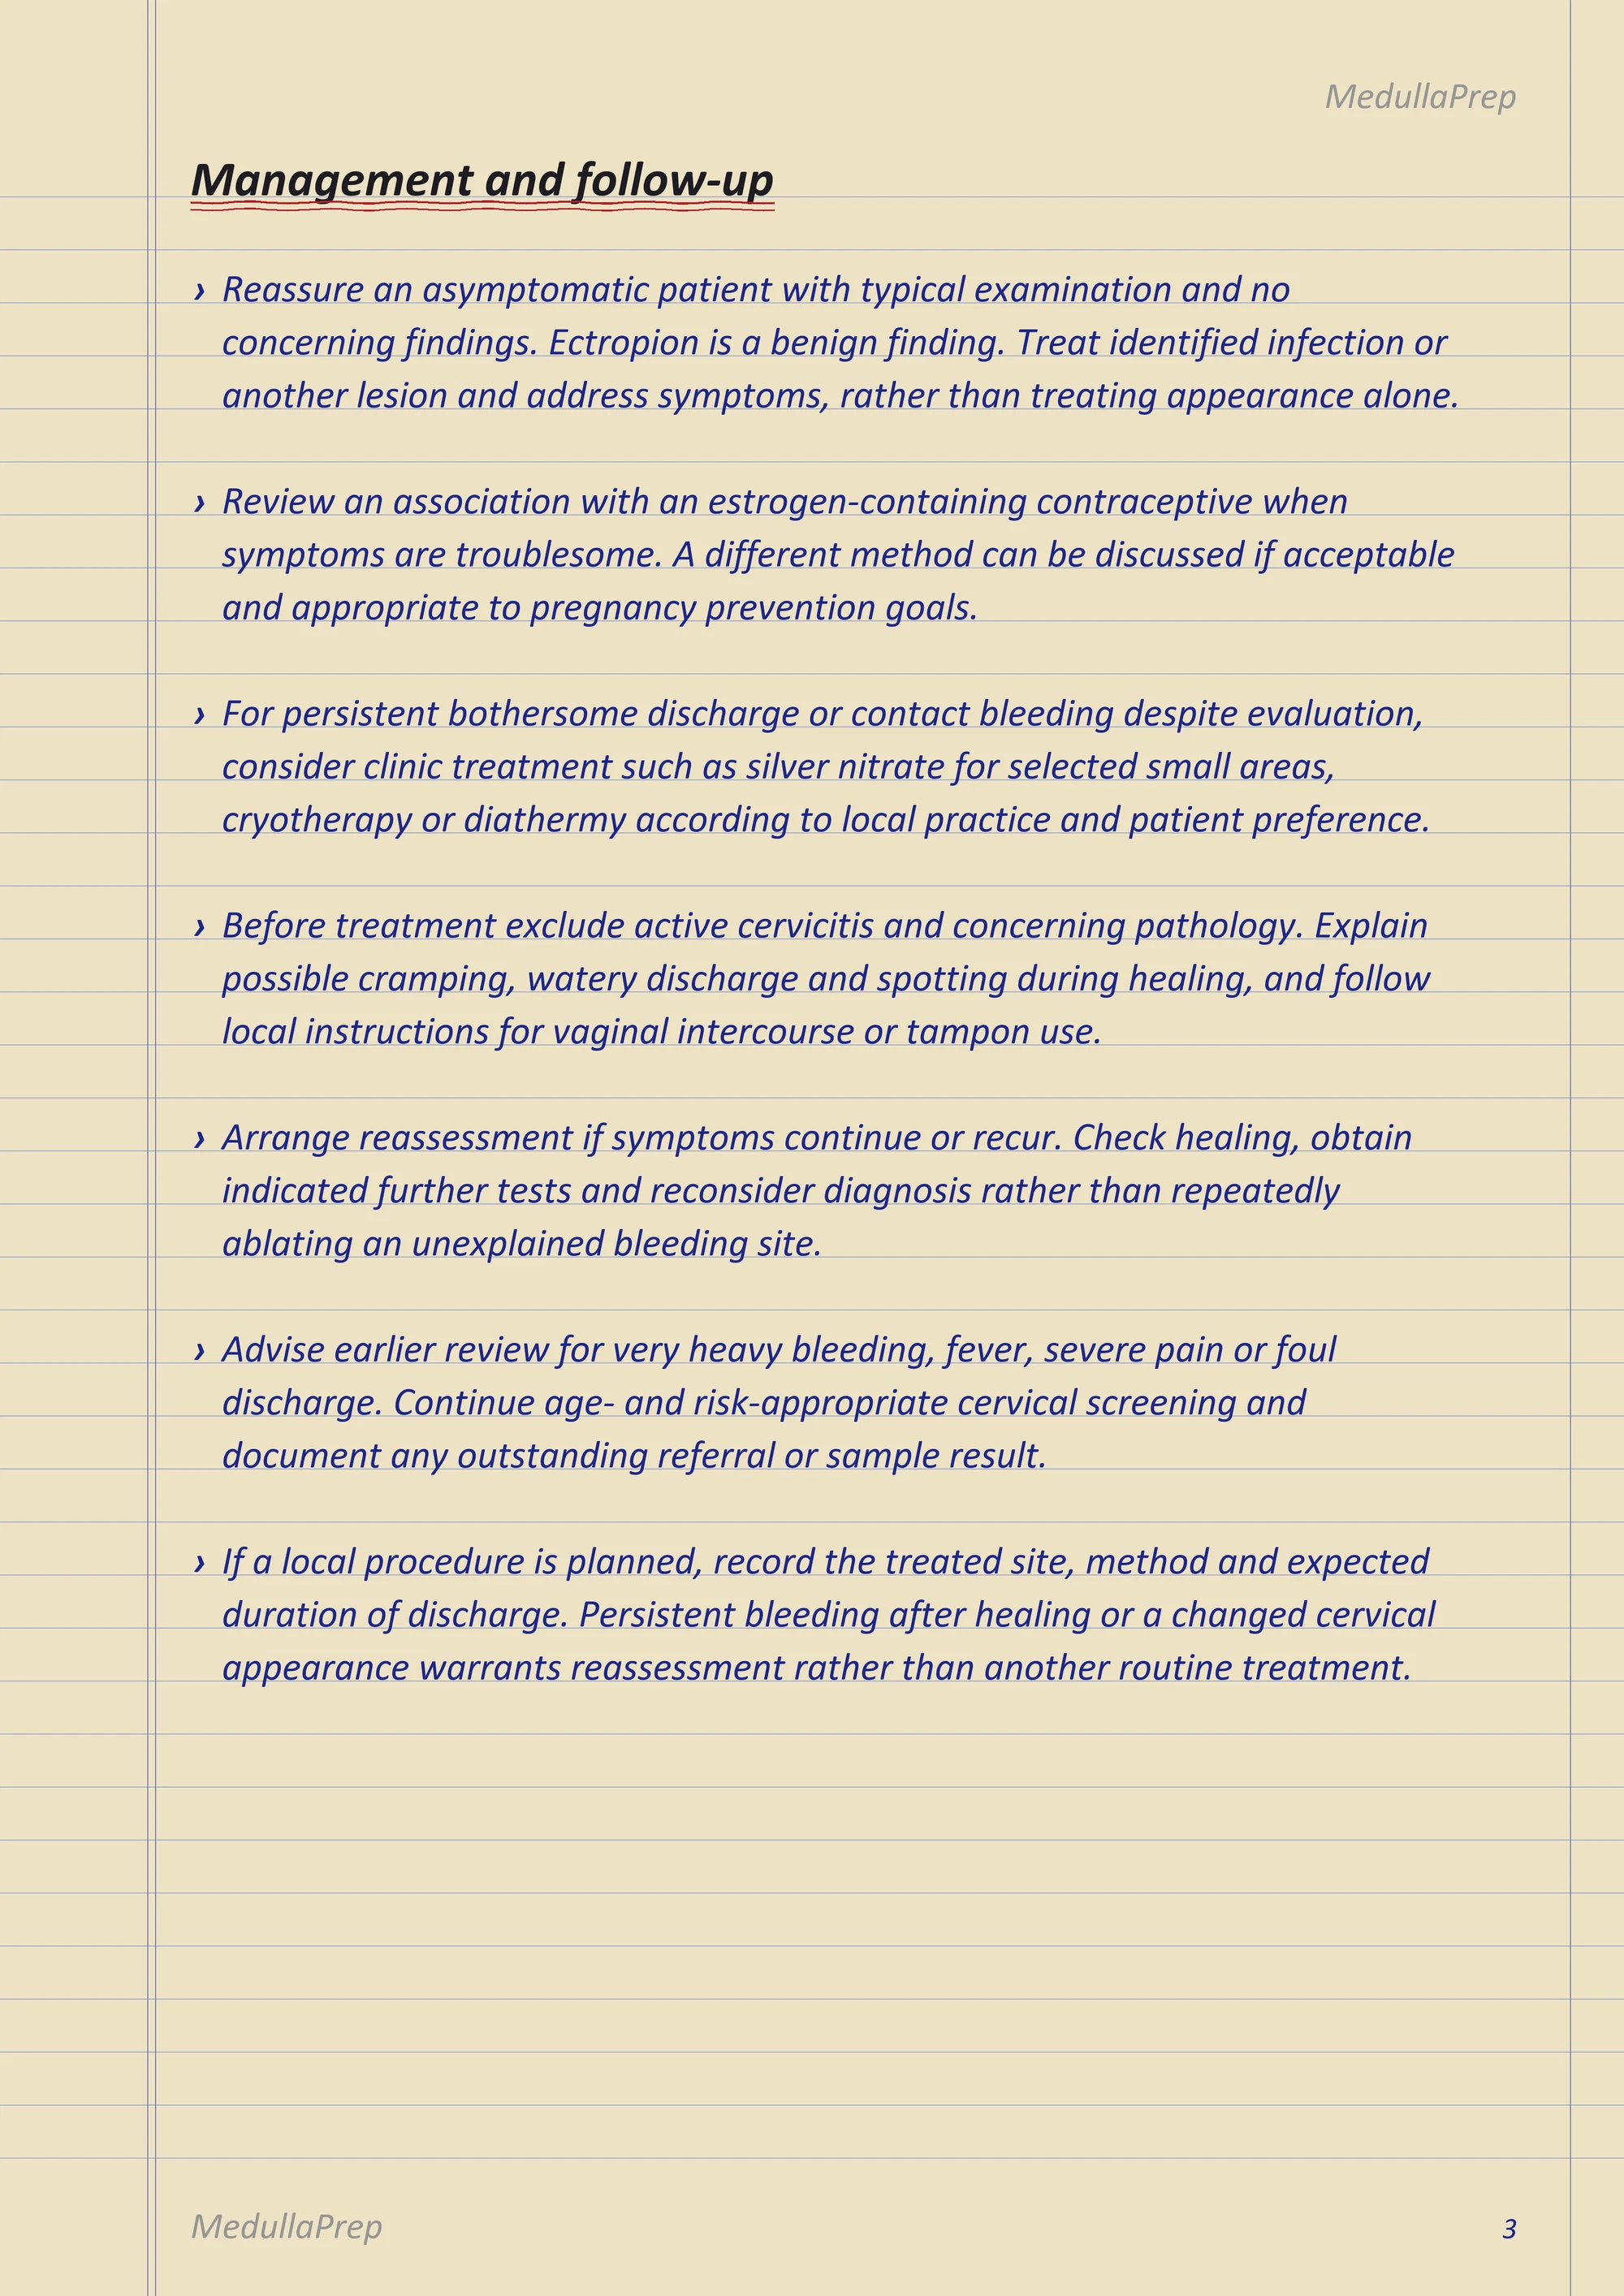 MedullaPrep
Management and follow-up
› Reassure an asymptomatic patient with typical examination and no
concerning findings. Ectropion is a benign finding. Treat identified infection or
another lesion and address symptoms, rather than treating appearance alone.
› Review an association with an estrogen-containing contraceptive when
symptoms are troublesome. A different method can be discussed if acceptable
and appropriate to pregnancy prevention goals.
› For persistent bothersome discharge or contact bleeding despite evaluation,
consider clinic treatment such as silver nitrate for selected small areas,
cryotherapy or diathermy according to local practice and patient preference.
› Before treatment exclude active cervicitis and concerning pathology. Explain
possible cramping, watery discharge and spotting during healing, and follow
local instructions for vaginal intercourse or tampon use.
› Arrange reassessment if symptoms continue or recur. Check healing, obtain
indicated further tests and reconsider diagnosis rather than repeatedly
ablating an unexplained bleeding site.
› Advise earlier review for very heavy bleeding, fever, severe pain or foul
discharge. Continue age- and risk-appropriate cervical screening and
document any outstanding referral or sample result.
› If a local procedure is planned, record the treated site, method and expected
duration of discharge. Persistent bleeding after healing or a changed cervical
appearance warrants reassessment rather than another routine treatment.
MedullaPrep
3